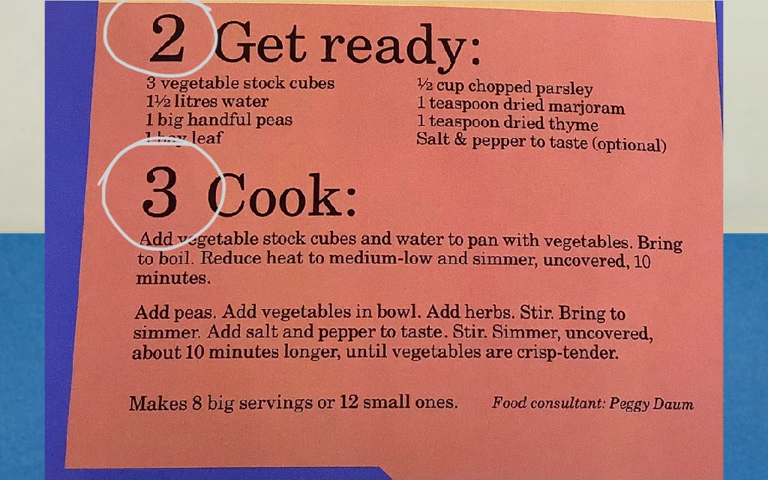 2 Get ready:
3 vegetable stock cubes
1½ litres water
1 big handful peas
1 bay leaf
½ cup chopped parsley
1 teaspoon dried marjoram
1 teaspoon dried thyme
Salt & pepper to taste (optional)
3 Cook:
Add vegetable stock cubes and water to pan with vegetables. Bring
to boil. Reduce heat to medium-low and simmer, uncovered, 10
minutes.
Add peas. Add vegetables in bowl. Add herbs. Stir. Bring to
simmer. Add salt and pepper to taste. Stir. Simmer, uncovered,
about 10 minutes longer, until vegetables are crisp-tender.
Makes 8 big servings or 12 small ones.
Food consultant: Peggy Daum